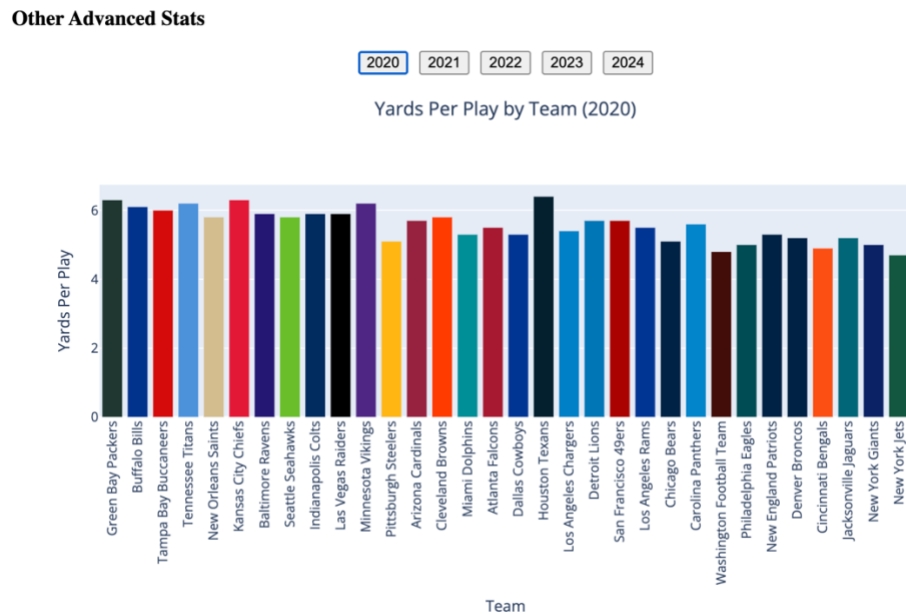 Other Advanced Stats
2020 2021 2022 2023 2024
Yards Per Play by Team (2020)
Yards Per Play
6
4
2
0
Green Bay Packers
Buffalo Bills
Tampa Bay Buccaneers
Tennessee Titans
New Orleans Saints
Kansas City Chiefs
Baltimore Ravens
Seattle Seahawks
Indianapolis Colts
Las Vegas Raiders
Minnesota Vikings
Pittsburgh Steelers
Arizona Cardinals
Cleveland Browns
Miami Dolphins
Atlanta Falcons
Dallas Cowboys
Houston Texans
Los Angeles Chargers
Detroit Lions
San Francisco 49ers
Los Angeles Rams
Chicago Bears
Carolina Panthers
Washington Football Team
Philadelphia Eagles
New England Patriots
Denver Broncos
Cincinnati Bengals
Jacksonville Jaguars
New York Giants
New York Jets
Team